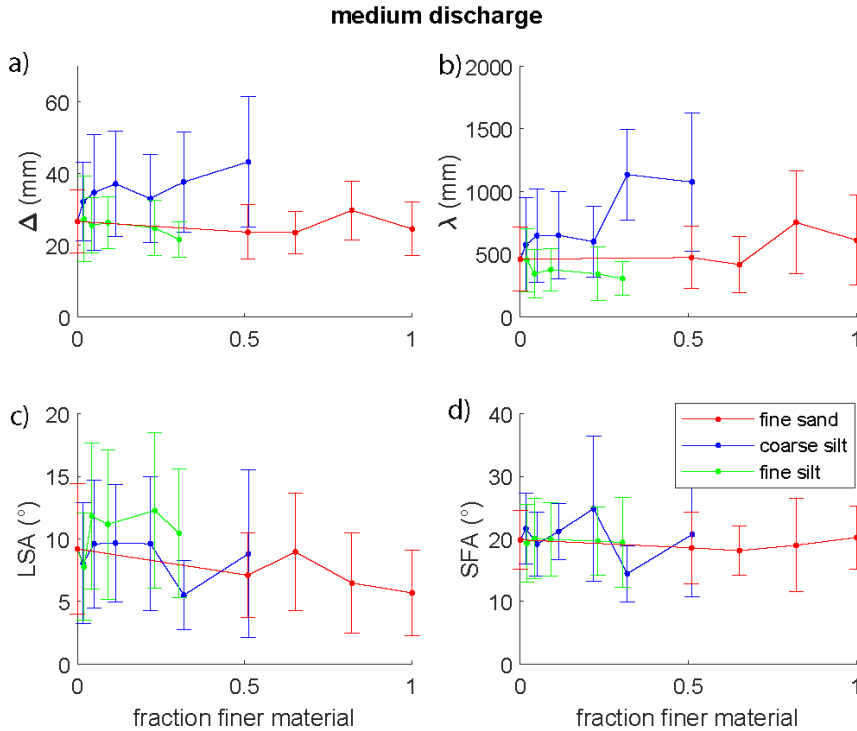 medium discharge
a)
60
40
20
0
Δ (mm)
0
0.5
1
b)
2000
1500
1000
500
0
λ (mm)
0
0.5
1
c)
20
15
10
5
0
LSA (°)
0
0.5
1
fraction finer material
d)
40
30
20
10
0
SFA (°)
0
0.5
1
fraction finer material
fine sand
coarse silt
fine silt